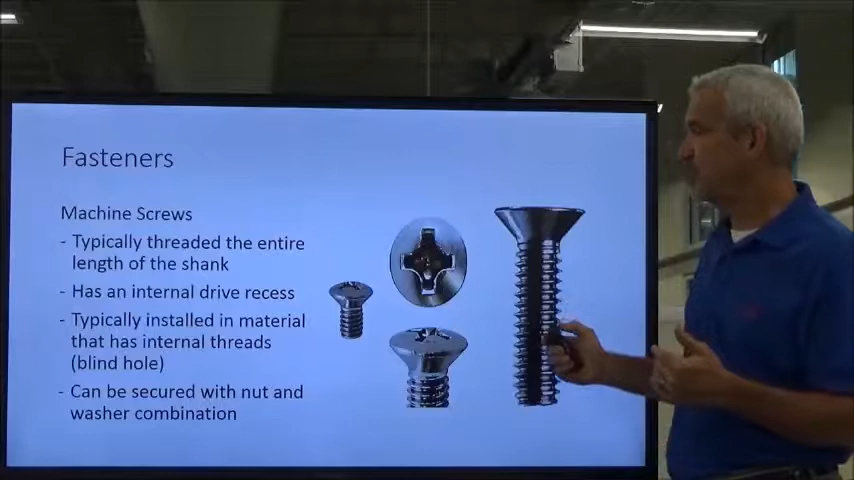 Fasteners
Machine Screws
- Typically threaded the entire
length of the shank
- Has an internal drive recess
- Typically installed in material
that has internal threads
(blind hole)
- Can be secured with nut and
washer combination